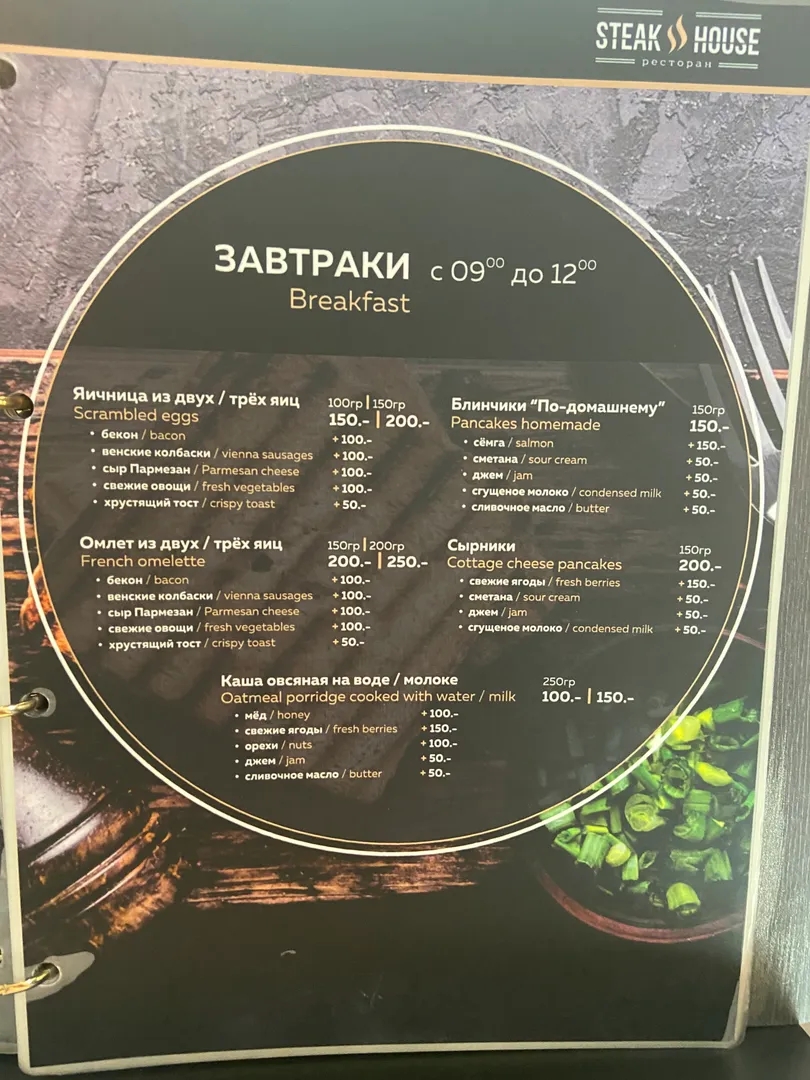 STEAK HOUSE
ресторан
ЗАВТРАКИ с 09⁰⁰ до 12⁰⁰
Breakfast
Яичница из двух / трёх яиц 100гр | 150гр
Scrambled eggs 150.- | 200.-
• бекон / bacon +100.-
• венские колбаски / vienna sausages +100.-
• сыр Пармезан / Parmesan cheese +100.-
• свежие овощи / fresh vegetables +100.-
• хрустящий тост / crispy toast +50.-
Блинчики “По-домашнему” 150гр
Pancakes homemade 150.-
• сёмга / salmon +150.-
• сметана / sour cream +50.-
• джем / jam +50.-
• сгущеное молоко / condensed milk +50.-
• сливочное масло / butter +50.-
Омлет из двух / трёх яиц 150гр | 200гр
French omelette 200.- | 250.-
• бекон / bacon +100.-
• венские колбаски / vienna sausages +100.-
• сыр Пармезан / Parmesan cheese +100.-
• свежие овощи / fresh vegetables +100.-
• хрустящий тост / crispy toast +50.-
Сырники 150гр
Cottage cheese pancakes 200.-
• свежие ягоды / fresh berries +150.-
• сметана / sour cream +50.-
• джем / jam +50.-
• сгущеное молоко / condensed milk +50.-
Каша овсяная на воде / молоке 250гр
Oatmeal porridge cooked with water / milk 100.- | 150.-
• мёд / honey +100.-
• свежие ягоды / fresh berries +150.-
• орехи / nuts +100.-
• джем / jam +50.-
• сливочное масло / butter +50.-